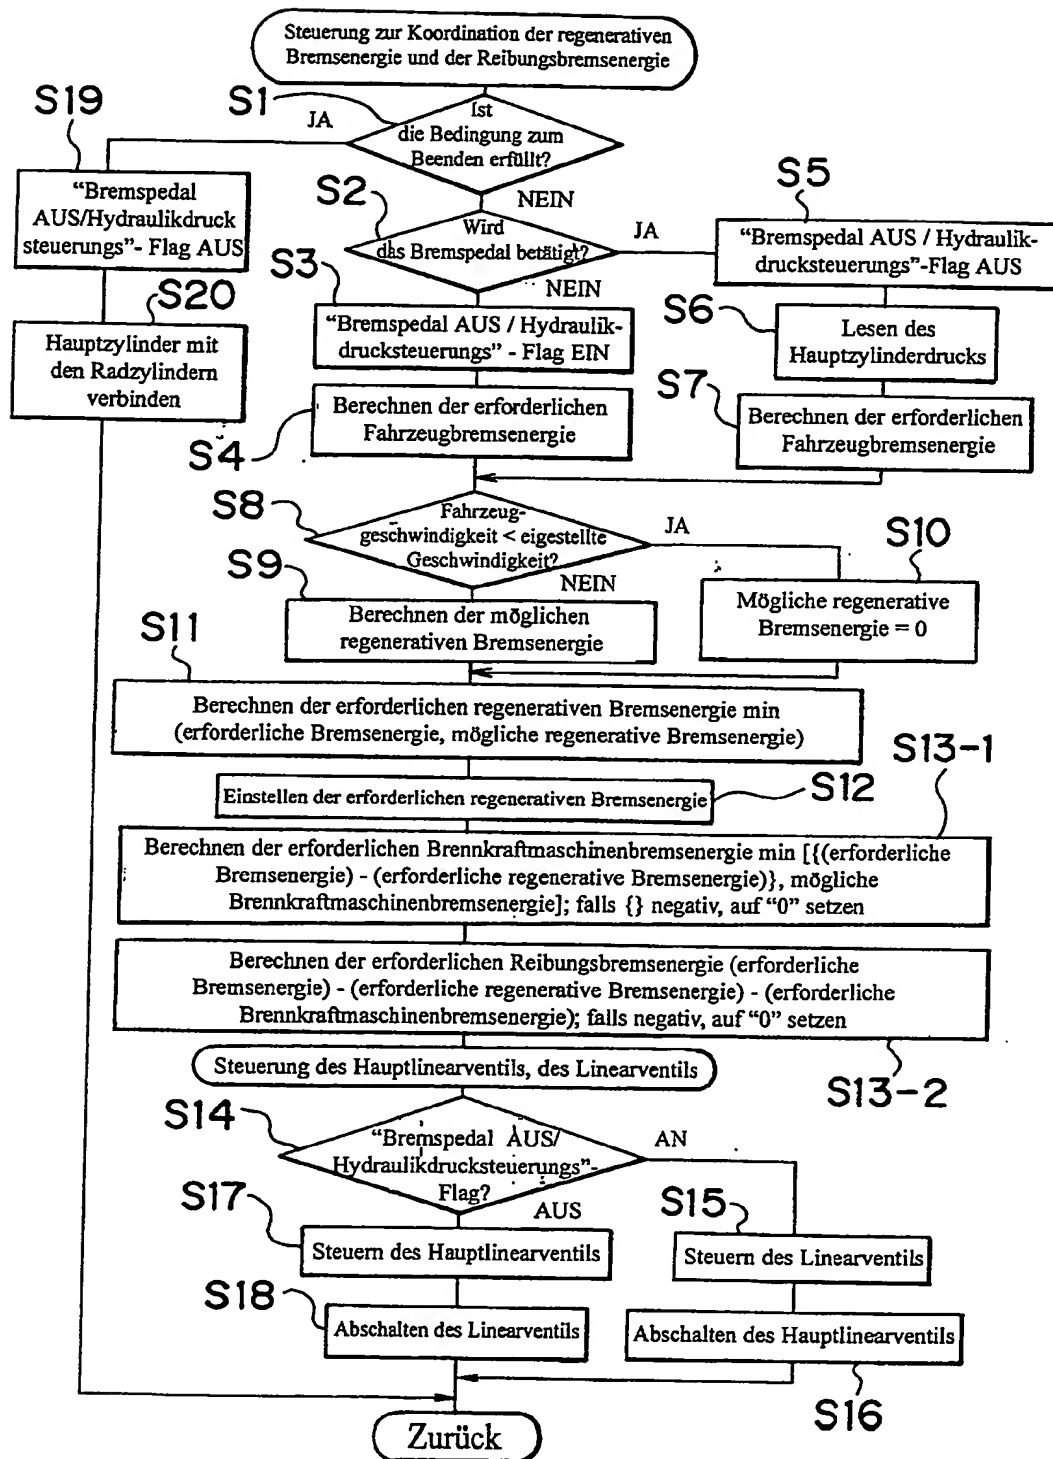 Steuerung zur Koordination der regenerativen
Bremsenergie und der Reibungsbremsenergie
S1
Ist
die Bedingung zum
Beenden erfüllt?
JA
NEIN
S19
“Bremspedal
AUS/Hydraulikdruck
steuerungs”- Flag AUS
S20
Hauptzylinder mit
den Radzylindern
verbinden
S2
Wird
das Bremspedal betätigt?
JA
NEIN
S5
“Bremspedal AUS / Hydraulik-
drucksteuerungs”-Flag AUS
S3
“Bremspedal AUS / Hydraulik-
drucksteuerungs” - Flag EIN
S6
Lesen des
Hauptzylinderdrucks
S4
Berechnen der erforderlichen
Fahrzeugbremsenergie
S7
Berechnen der erforderlichen
Fahrzeugbremsenergie
S8
Fahrzeug-
geschwindigkeit < eigestellte
Geschwindigkeit?
JA
NEIN
S9
Berechnen der möglichen
regenerativen Bremsenergie
S10
Mögliche regenerative
Bremsenergie = 0
S11
Berechnen der erforderlichen regenerativen Bremsenergie min
(erforderliche Bremsenergie, mögliche regenerative Bremsenergie)
S12
Einstellen der erforderlichen regenerativen Bremsenergie
S13-1
Berechnen der erforderlichen Brennkraftmaschinenbremsenergie min [{(erforderliche
Bremsenergie) - (erforderliche regenerative Bremsenergie)}, mögliche
Brennkraftmaschinenbremsenergie]; falls {} negativ, auf “0” setzen
Berechnen der erforderlichen Reibungsbremsenergie (erforderliche
Bremsenergie) - (erforderliche regenerative Bremsenergie) - (erforderliche
Brennkraftmaschinenbremsenergie); falls negativ, auf “0” setzen
S13-2
Steuerung des Hauptlinearventils, des Linearventils
S14
“Bremspedal AUS/
Hydraulikdrucksteuerungs”-
Flag?
AN
AUS
S17
Steuern des Hauptlinearventils
S15
Steuern des Linearventils
S18
Abschalten des Linearventils
Abschalten des Hauptlinearventils
S16
Zurück